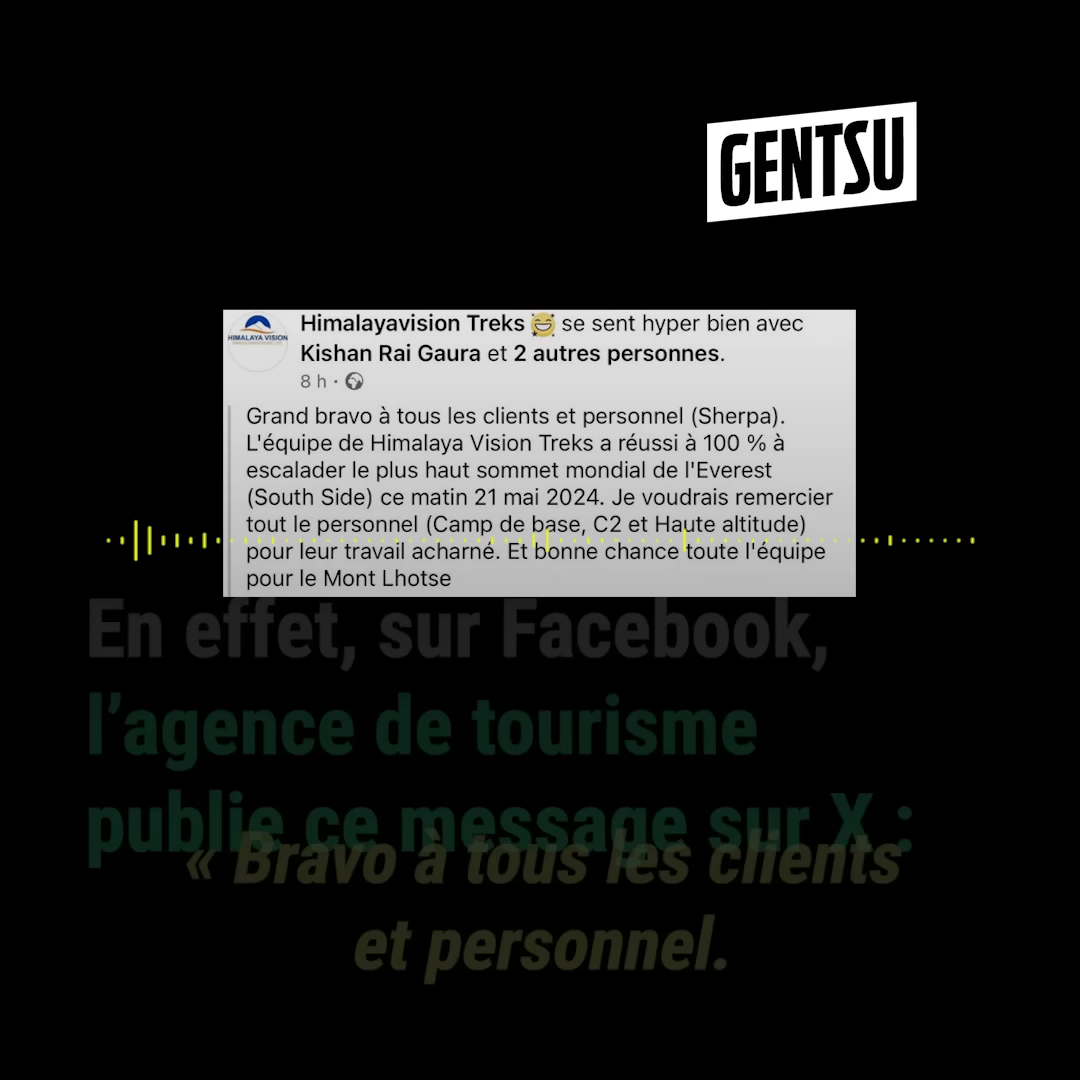 GENTSU
HIMALAYA VISION
Himalayavision Treks 😆 se sent hyper bien avec
Kishan Rai Gaura et 2 autres personnes.
8 h ·
Grand bravo à tous les clients et personnel (Sherpa).
L'équipe de Himalaya Vision Treks a réussi à 100 % à
escalader le plus haut sommet mondial de l'Everest
(South Side) ce matin 21 mai 2024. Je voudrais remercier
tout le personnel (Camp de base, C2 et Haute altitude)
pour leur travail acharné. Et bonne chance toute l'équipe
pour le Mont Lhotse
En effet, sur Facebook,
l’agence de tourisme
publie ce message sur X :
« Bravo à tous les clients
et personnel.